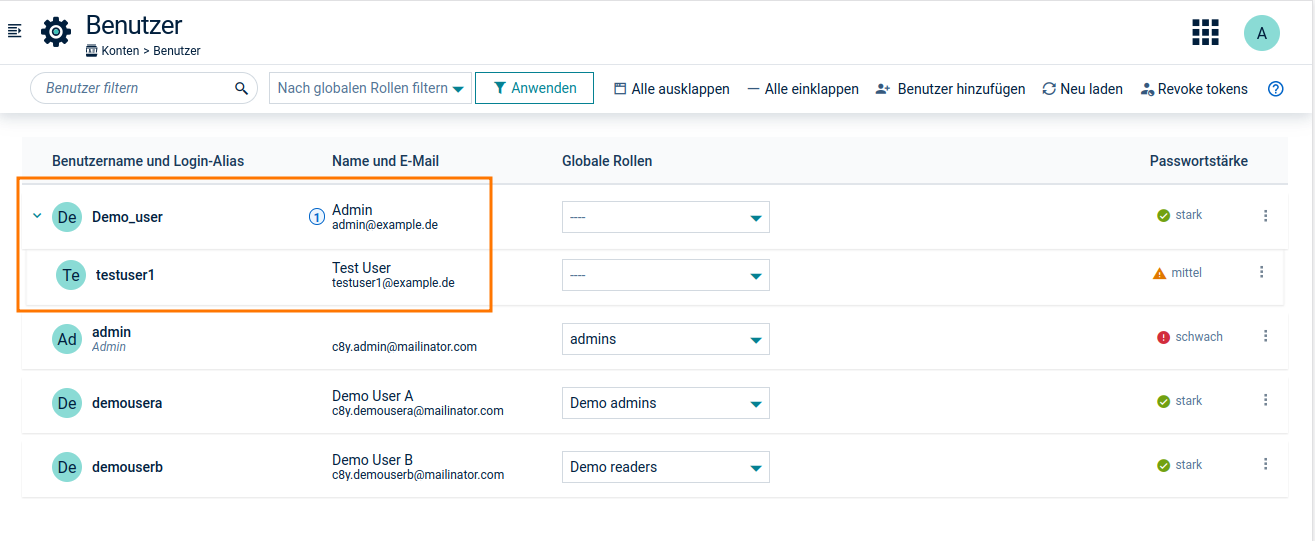 Benutzer
Konten > Benutzer
A
Benutzer filtern
Nach globalen Rollen filtern
Anwenden
Alle ausklappen
Alle einklappen
Benutzer hinzufügen
Neu laden
Revoke tokens
?
Benutzername und Login-Alias
Name und E-Mail
Globale Rollen
Passwortstärke
De
Demo_user
1
Admin
admin@example.de
----
stark
Te
testuser1
Test User
testuser1@example.de
----
mittel
Ad
admin
Admin
c8y.admin@mailinator.com
admins
schwach
De
demousera
Demo User A
c8y.demousera@mailinator.com
Demo admins
stark
De
demouserb
Demo User B
c8y.demouserb@mailinator.com
Demo readers
stark